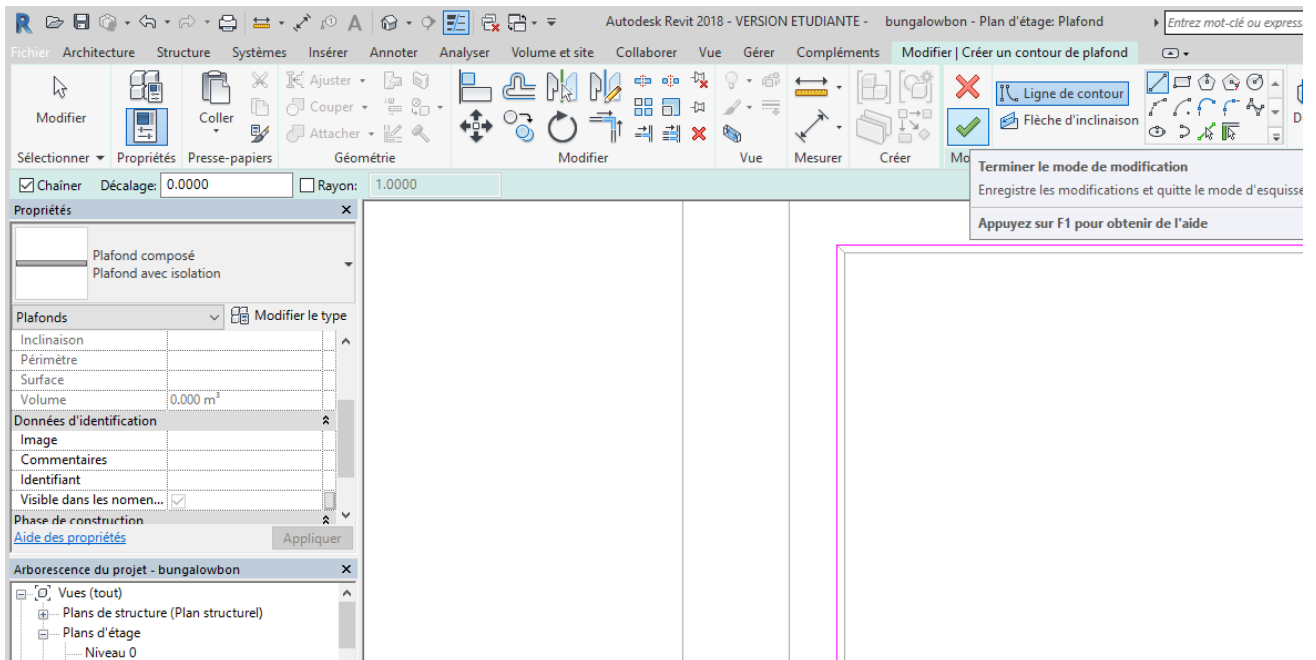 Autodesk Revit 2018 - VERSION ETUDIANTE - bungalowbon - Plan d'étage: Plafond
Entrez mot-clé ou express
Fichier Architecture Structure Systèmes Insérer Annoter Analyser Volume et site Collaborer Vue Gérer Compléments Modifier | Créer un contour de plafond
Modifier
Coller
Ajuster
Couper
Attacher
Ligne de contour
Flèche d'inclinaison
Sélectionner Propriétés Presse-papiers Géométrie Modifier Vue Mesurer Créer Mo
Terminer le mode de modification
Enregistre les modifications et quitte le mode d'esquisse
Appuyez sur F1 pour obtenir de l'aide
Chaîner Décalage: 0.0000 Rayon: 1.0000
Propriétés
Plafond composé
Plafond avec isolation
Plafonds Modifier le type
Inclinaison
Périmètre
Surface
Volume 0.000 m³
Données d'identification
Image
Commentaires
Identifiant
Visible dans les nomen...
Phase de construction
Aide des propriétés Appliquer
Arborescence du projet - bungalowbon
Vues (tout)
Plans de structure (Plan structurel)
Plans d'étage
Niveau 0